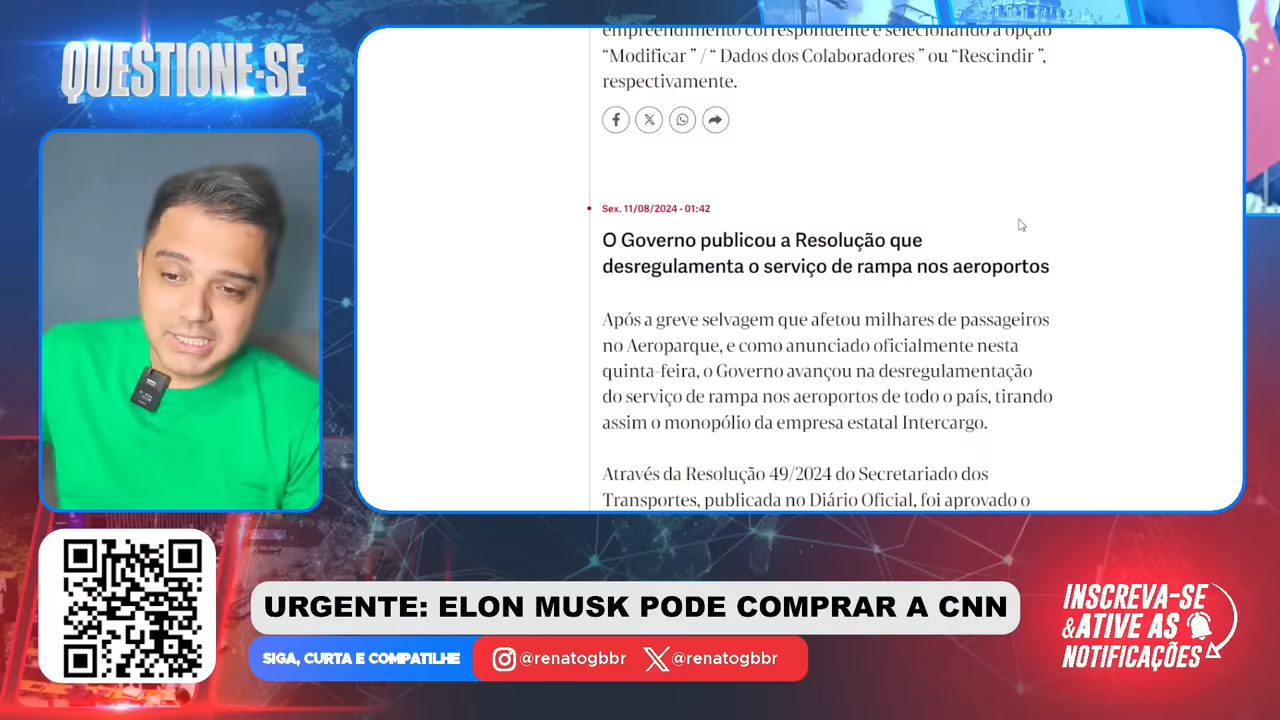 QUESTIONE-SE
empreendimento correspondente e selecionando a opção
“Modificar ” / “ Dados dos Colaboradores ” ou “Rescindir ”,
respectivamente.
Sex. 11/08/2024 - 01:42
O Governo publicou a Resolução que
desregulamenta o serviço de rampa nos aeroportos
Após a greve selvagem que afetou milhares de passageiros
no Aeroparque, e como anunciado oficialmente nesta
quinta-feira, o Governo avançou na desregulamentação
do serviço de rampa nos aeroportos de todo o país, tirando
assim o monopólio da empresa estatal Intercargo.
Através da Resolução 49/2024 do Secretariado dos
Transportes, publicada no Diário Oficial, foi aprovado o
URGENTE: ELON MUSK PODE COMPRAR A CNN
SIGA, CURTA E COMPATILHE
@renatogbbr
@renatogbbr
INSCREVA-SE
&ATIVE AS
NOTIFICAÇÕES